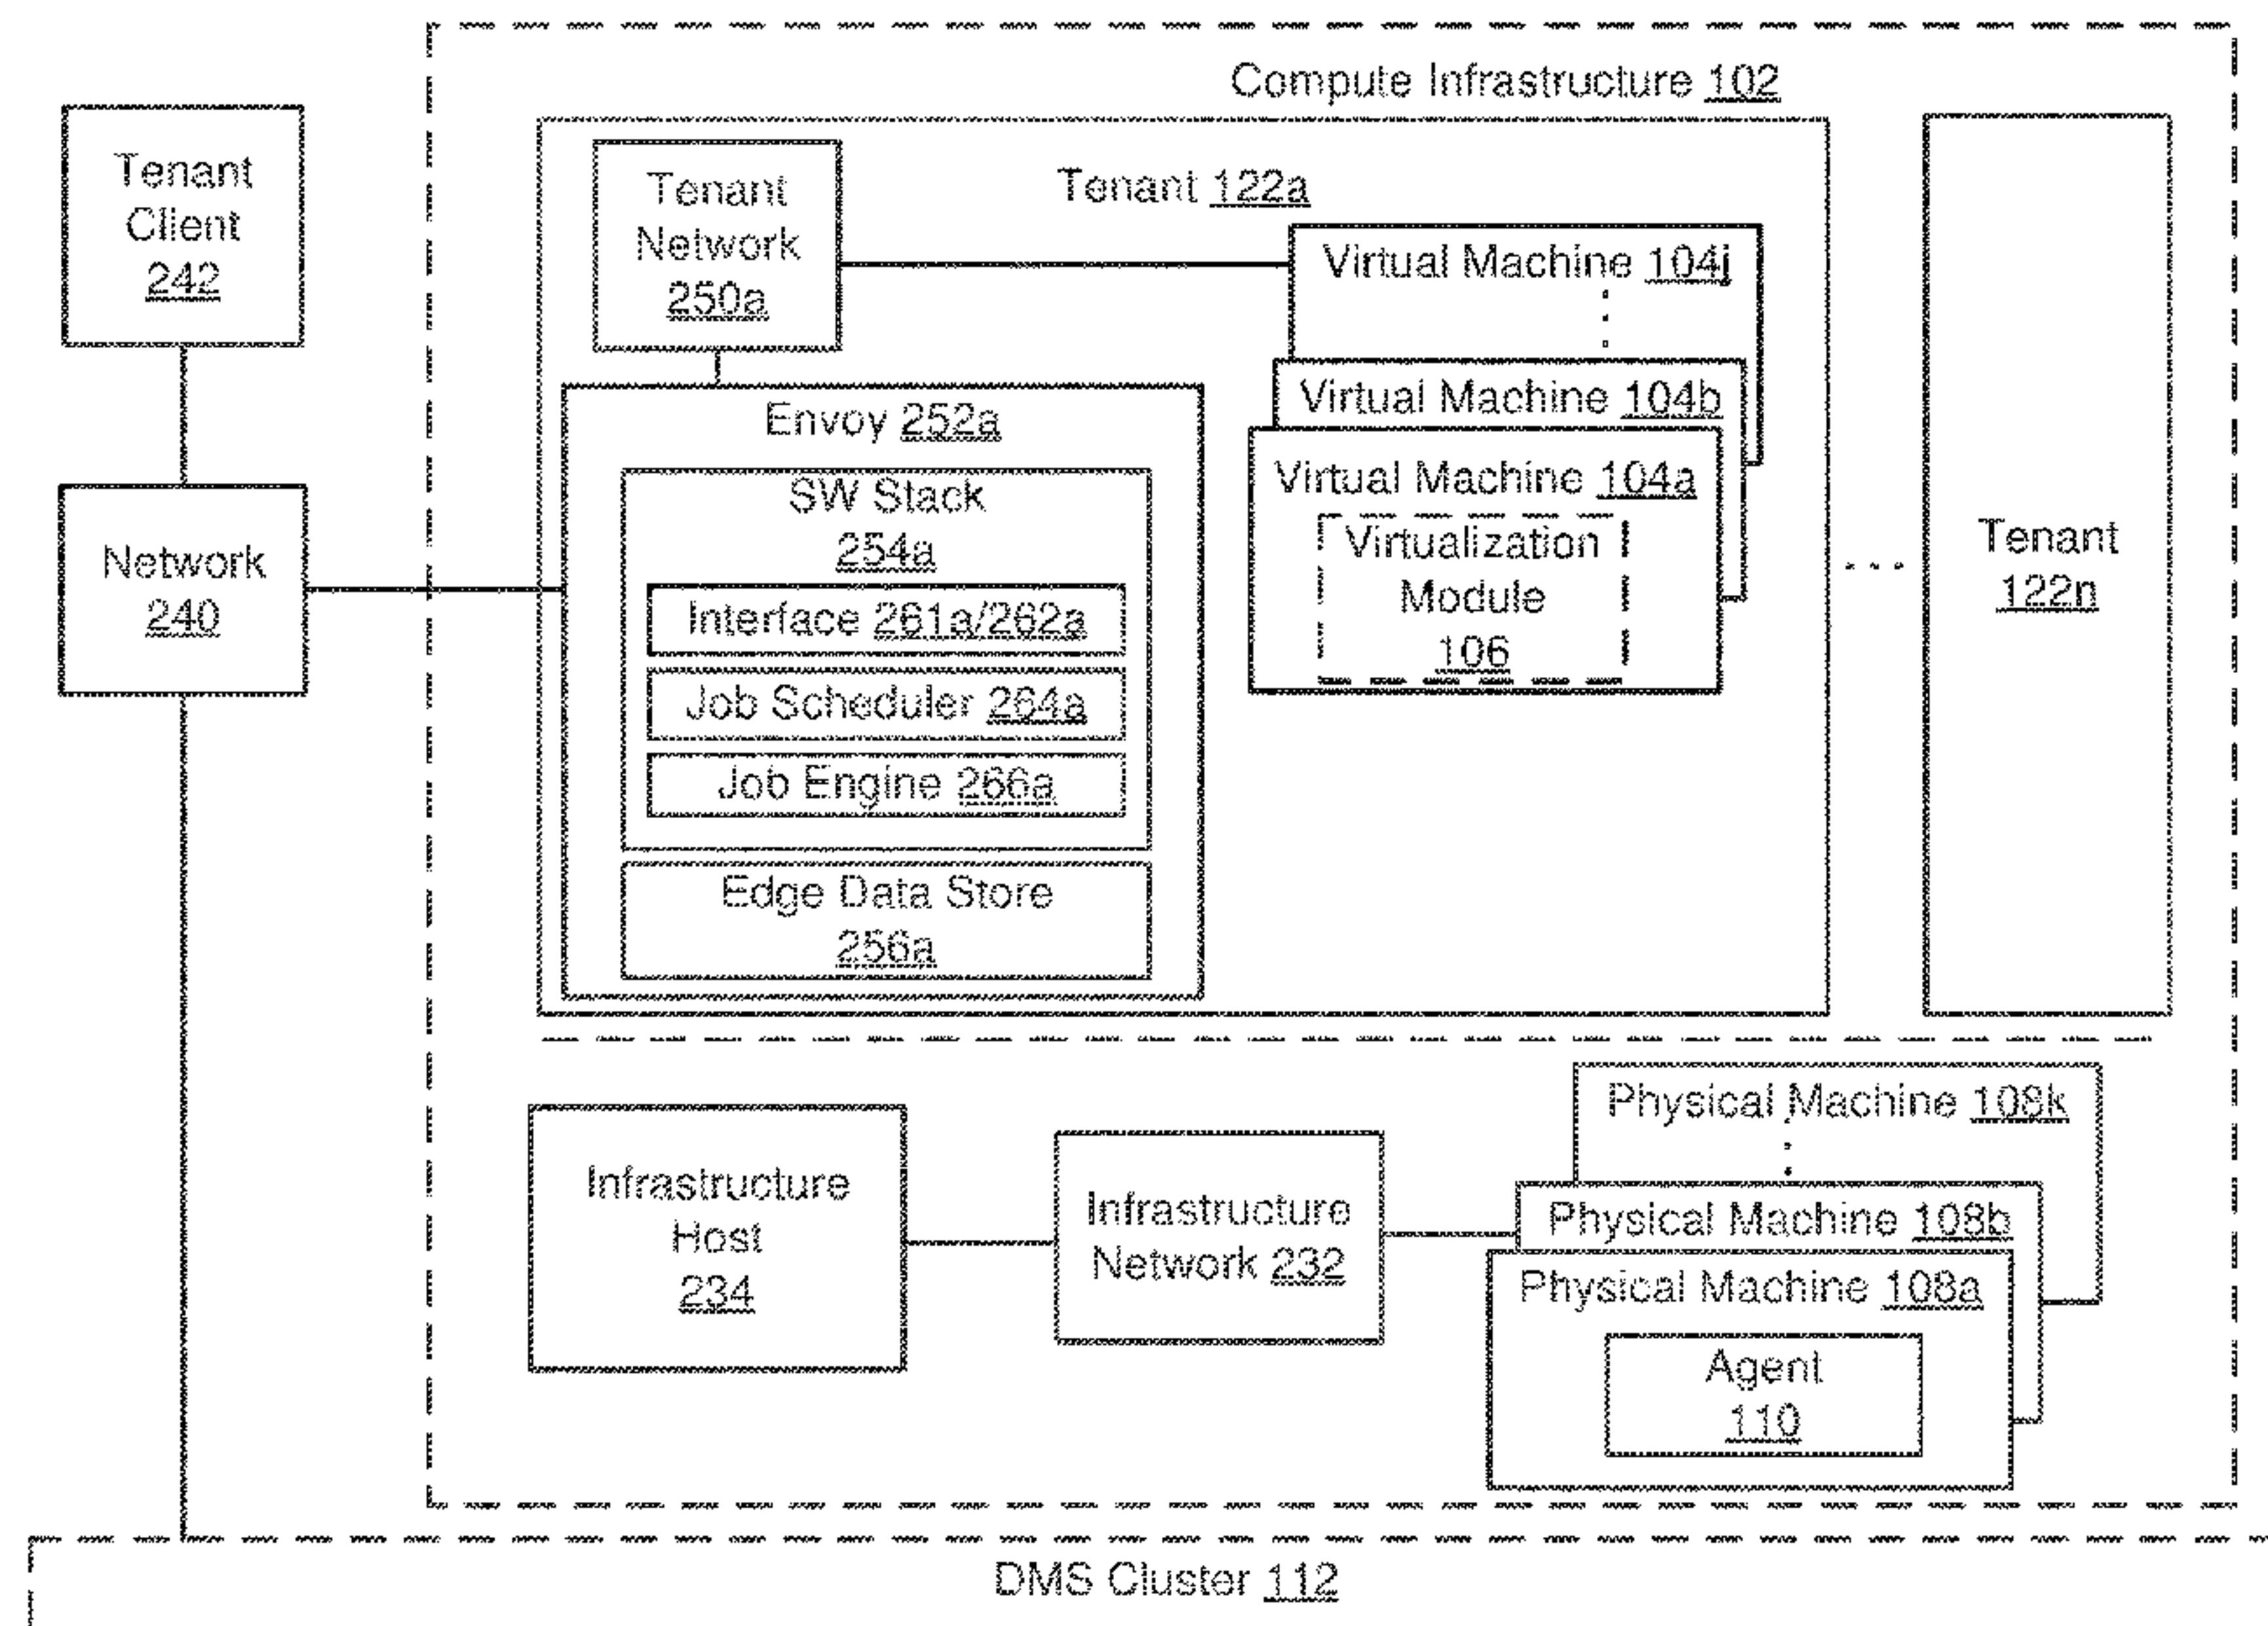 Compute Infrastructure 102
Tenant
Client
242
Network
240
Tenant 122a
Tenant
Network
250a
Envoy 252a
SW Stack
254a
Interface 261a/262a
Job Scheduler 264a
Job Engine 266a
Edge Data Store
256a
Virtual Machine 104j
Virtual Machine 104b
Virtual Machine 104a
Virtualization
Module
106
. . .
Tenant
122n
Infrastructure
Host
234
Infrastructure
Network 232
Physical Machine 108k
Physical Machine 108b
Physical Machine 108a
Agent
110
DMS Cluster 112